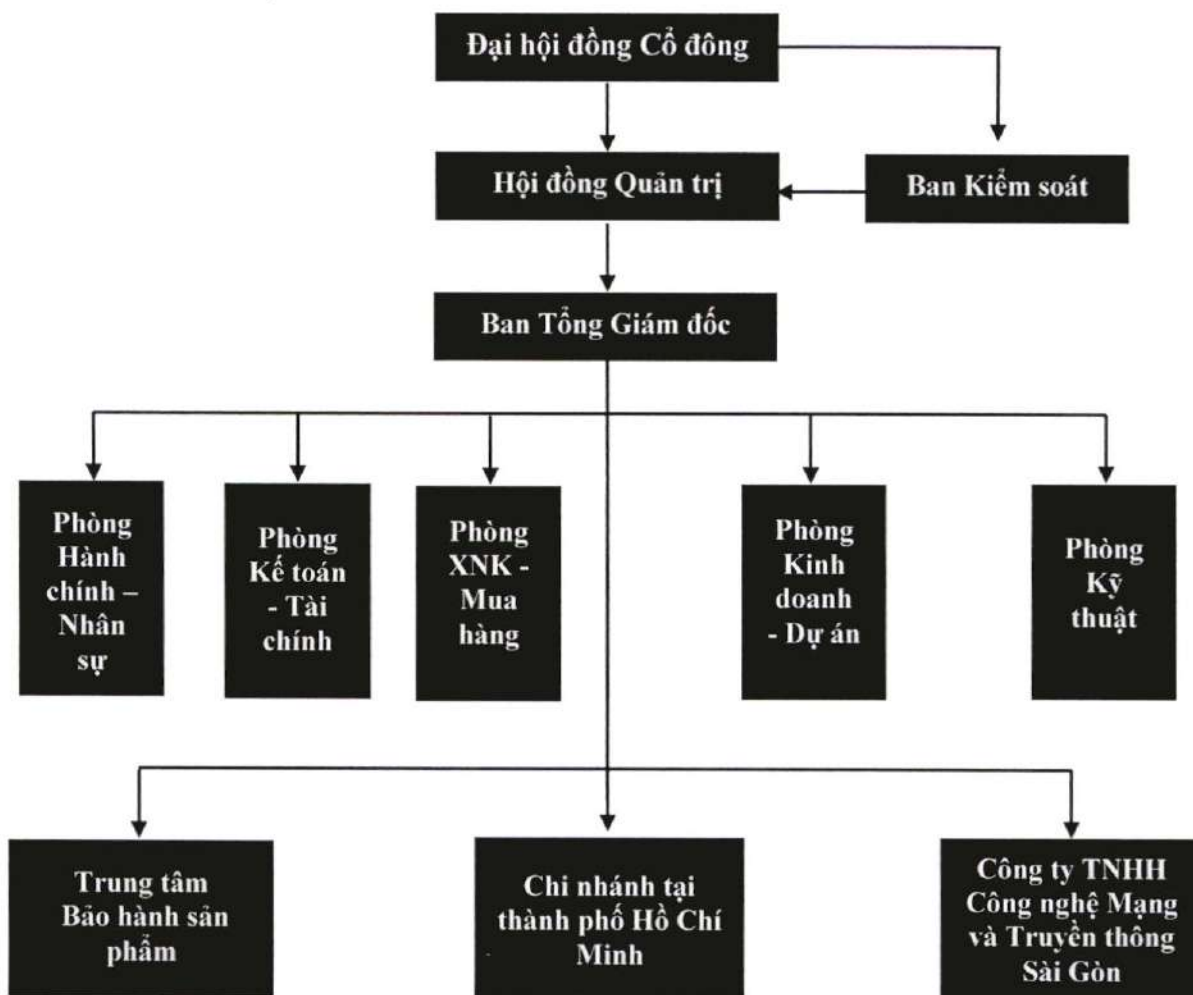 Đại hội đồng Cổ đông
Hội đồng Quản trị
Ban Kiểm soát
Ban Tổng Giám đốc
Phòng
Hành
chính –
Nhân
sự
Phòng
Kế toán
- Tài
chính
Phòng
XNK -
Mua
hàng
Phòng
Kinh
doanh
- Dự án
Phòng
Kỹ
thuật
Trung tâm
Bảo hành sản
phẩm
Chi nhánh tại
thành phố Hồ Chí
Minh
Công ty TNHH
Công nghệ Mạng
và Truyền thông
Sài Gòn